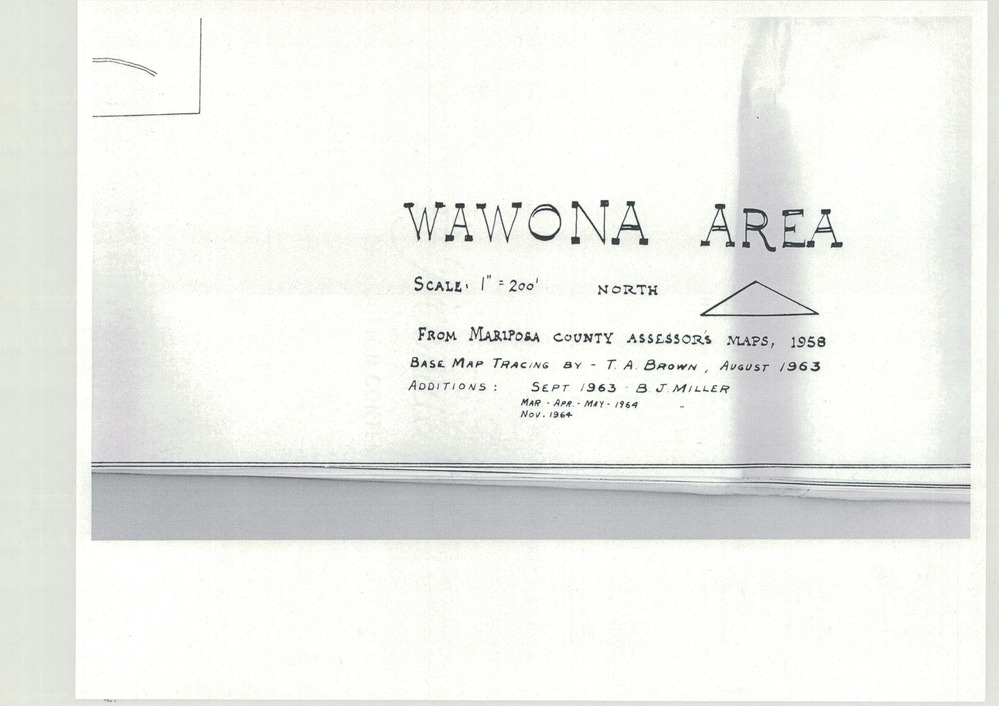 WAWONA AREA
SCALE: 1" = 200' NORTH
FROM MARIPOSA COUNTY ASSESSOR'S MAPS, 1958
BASE MAP TRACING BY - T. A. BROWN, AUGUST 1963
ADDITIONS: SEPT 1963 - B. J. MILLER
MAR. - APR. - MAY - 1964 "
NOV. 1964